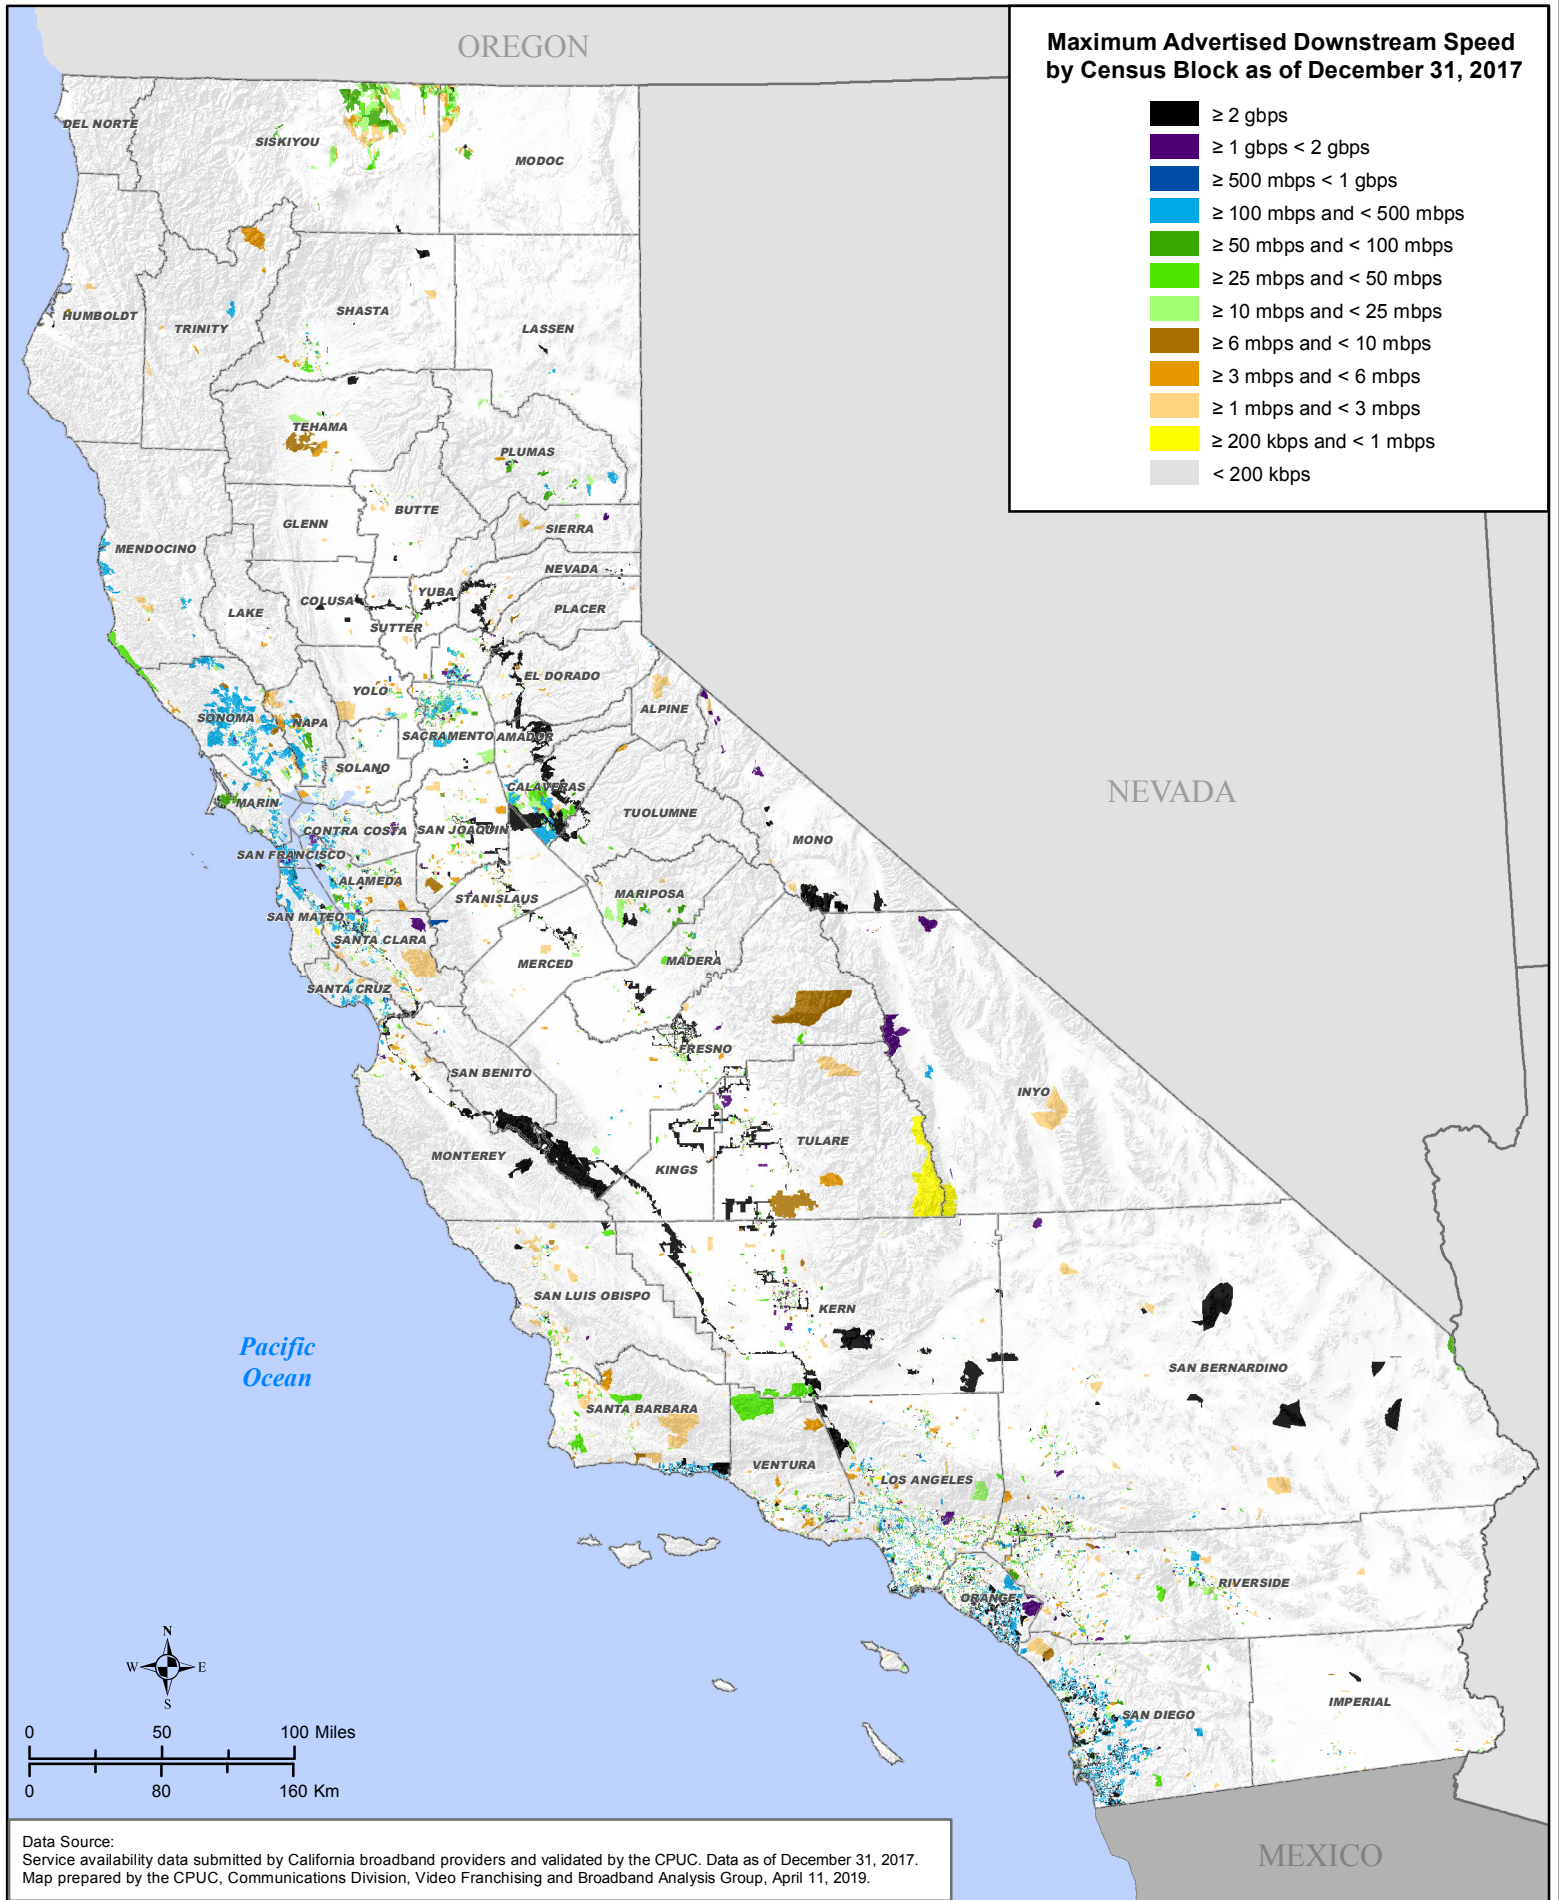 OREGON
Maximum Advertised Downstream Speed
by Census Block as of December 31, 2017
≥ 2 gbps
≥ 1 gbps < 2 gbps
≥ 500 mbps < 1 gbps
≥ 100 mbps and < 500 mbps
≥ 50 mbps and < 100 mbps
≥ 25 mbps and < 50 mbps
≥ 10 mbps and < 25 mbps
≥ 6 mbps and < 10 mbps
≥ 3 mbps and < 6 mbps
≥ 1 mbps and < 3 mbps
≥ 200 kbps and < 1 mbps
< 200 kbps
DEL NORTE
SISKIYOU
MODOC
HUMBOLDT
TRINITY
SHASTA
LASSEN
TEHAMA
PLUMAS
GLENN
BUTTE
SIERRA
MENDOCINO
NEVADA
LAKE
COLUSA
YUBA
PLACER
SUTTER
EL DORADO
YOLO
ALPINE
SONOMA
NAPA
SACRAMENTO
AMADOR
SOLANO
CALAVERAS
MARIN
TUOLUMNE
NEVADA
CONTRA COSTA
SAN JOAQUIN
MONO
SAN FRANCISCO
ALAMEDA
STANISLAUS
MARIPOSA
SAN MATEO
SANTA CLARA
MERCED
MADERA
SANTA CRUZ
FRESNO
SAN BENITO
INYO
MONTEREY
KINGS
TULARE
SAN LUIS OBISPO
KERN
Pacific
Ocean
SAN BERNARDINO
SANTA BARBARA
VENTURA
LOS ANGELES
RIVERSIDE
ORANGE
N
W
E
S
SAN DIEGO
IMPERIAL
0 50 100 Miles
0 80 160 Km
MEXICO
Data Source:
Service availability data submitted by California broadband providers and validated by the CPUC. Data as of December 31, 2017.
Map prepared by the CPUC, Communications Division, Video Franchising and Broadband Analysis Group, April 11, 2019.